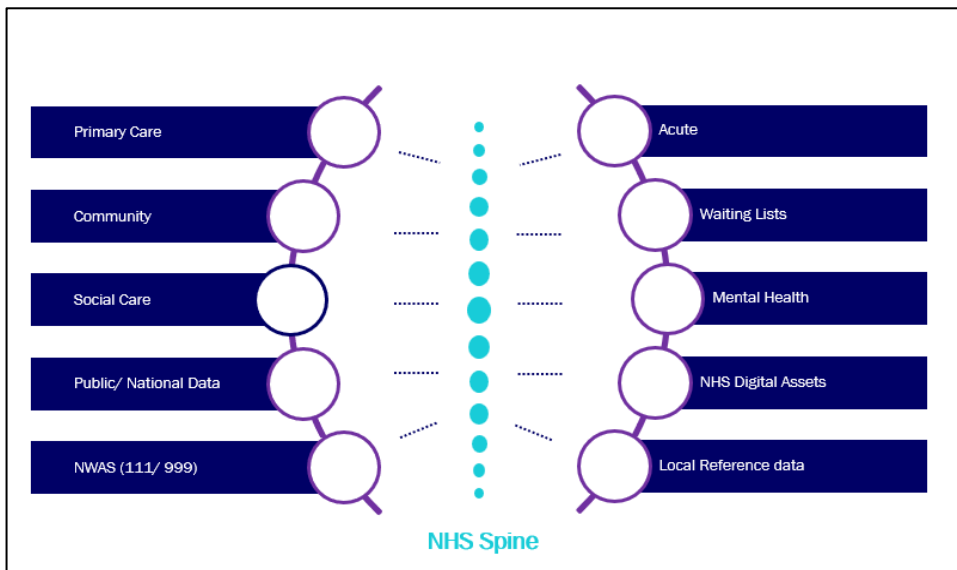 Primary Care
Community
Social Care
Public/ National Data
NWAS (111/ 999)
Acute
Waiting Lists
Mental Health
NHS Digital Assets
Local Reference data
NHS Spine